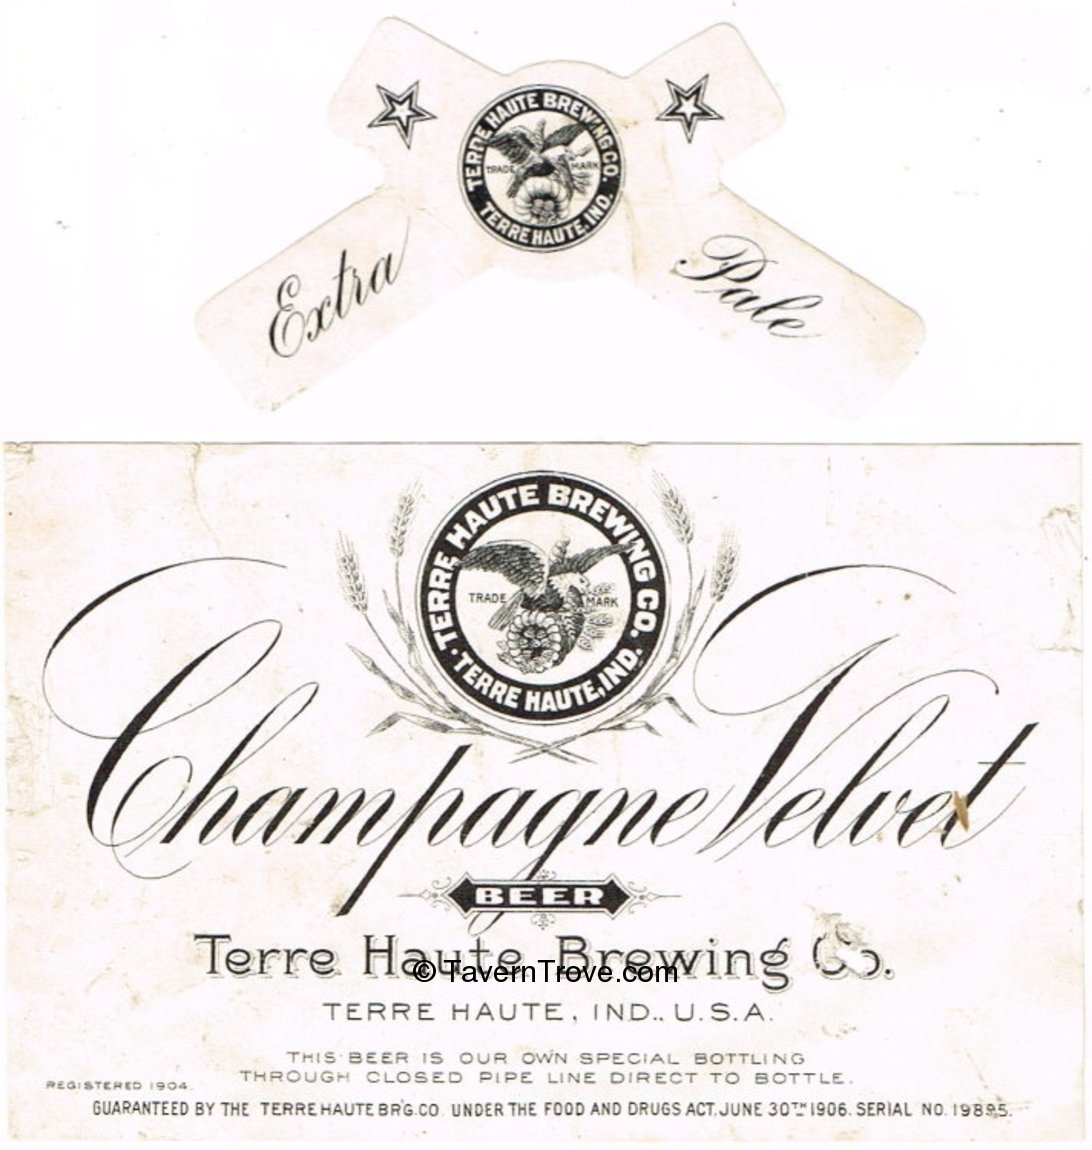 TERRE HAUTE BREWING CO.
TRADE MARK
TERRE HAUTE, IND.
Extra Pale
TERRE HAUTE BREWING CO.
TRADE MARK
TERRE HAUTE, IND.
Champagne Velvet
BEER
Terre Haute Brewing Co.
© TavernTrove.com
TERRE HAUTE, IND., U.S.A.
THIS BEER IS OUR OWN SPECIAL BOTTLING
THROUGH CLOSED PIPE LINE DIRECT TO BOTTLE.
REGISTERED 1904.
GUARANTEED BY THE TERRE HAUTE BR'G. CO. UNDER THE FOOD AND DRUGS ACT, JUNE 30TH 1906. SERIAL NO. 19895.